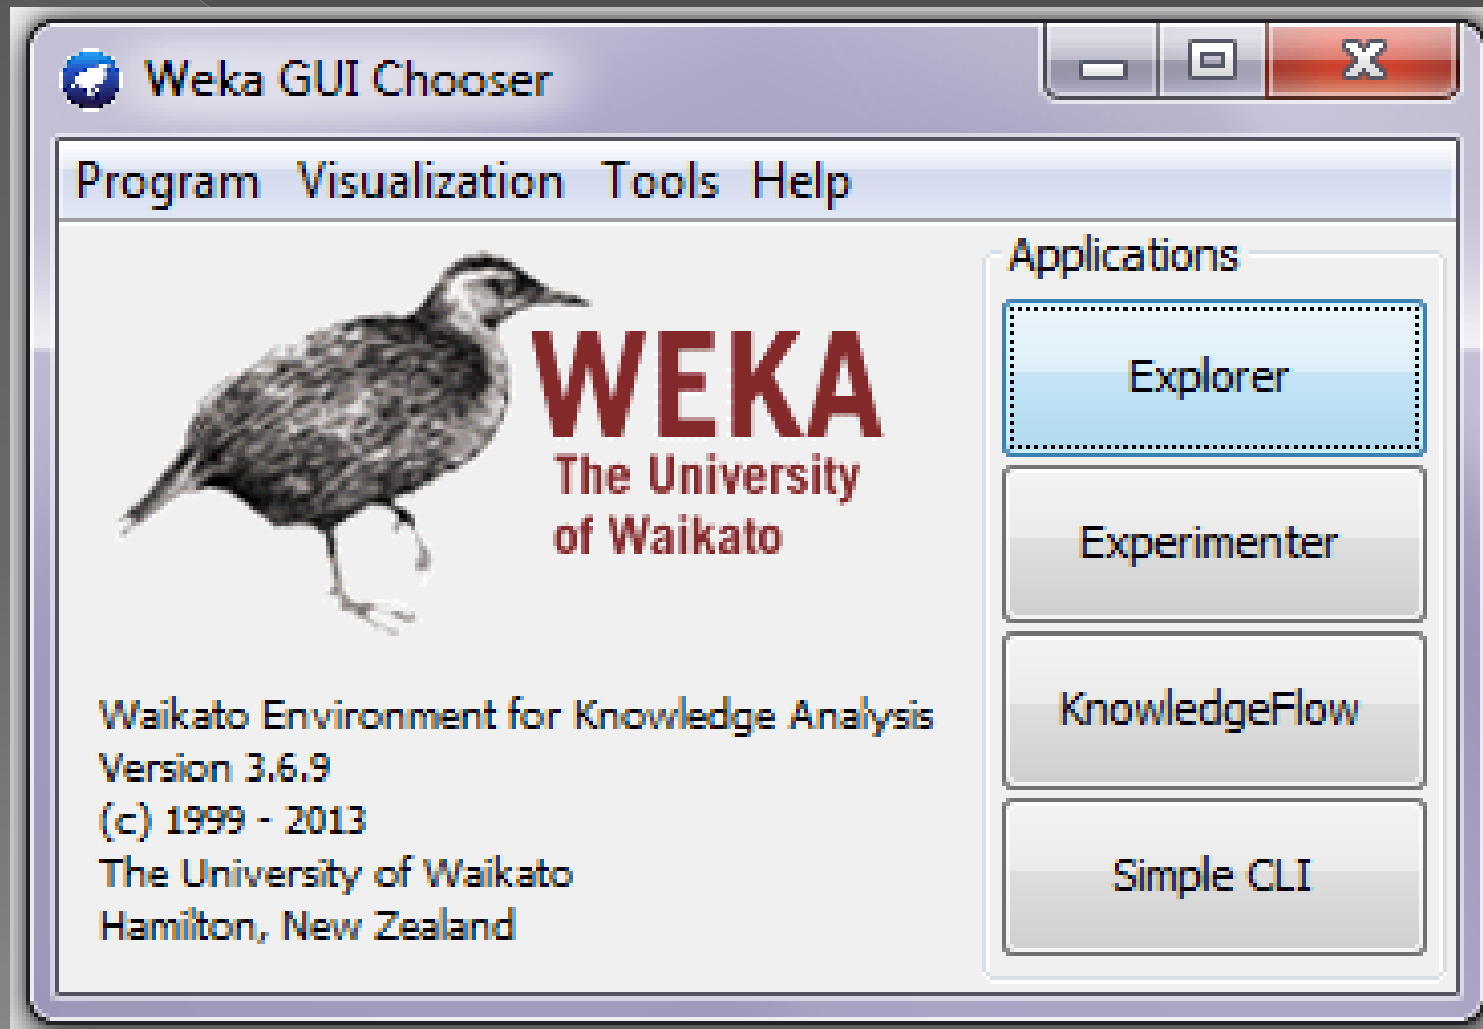 Weka GUI Chooser
Program Visualization Tools Help
WEKA
The University
of Waikato
Waikato Environment for Knowledge Analysis
Version 3.6.9
(c) 1999 - 2013
The University of Waikato
Hamilton, New Zealand
Applications
Explorer
Experimenter
KnowledgeFlow
Simple CLI